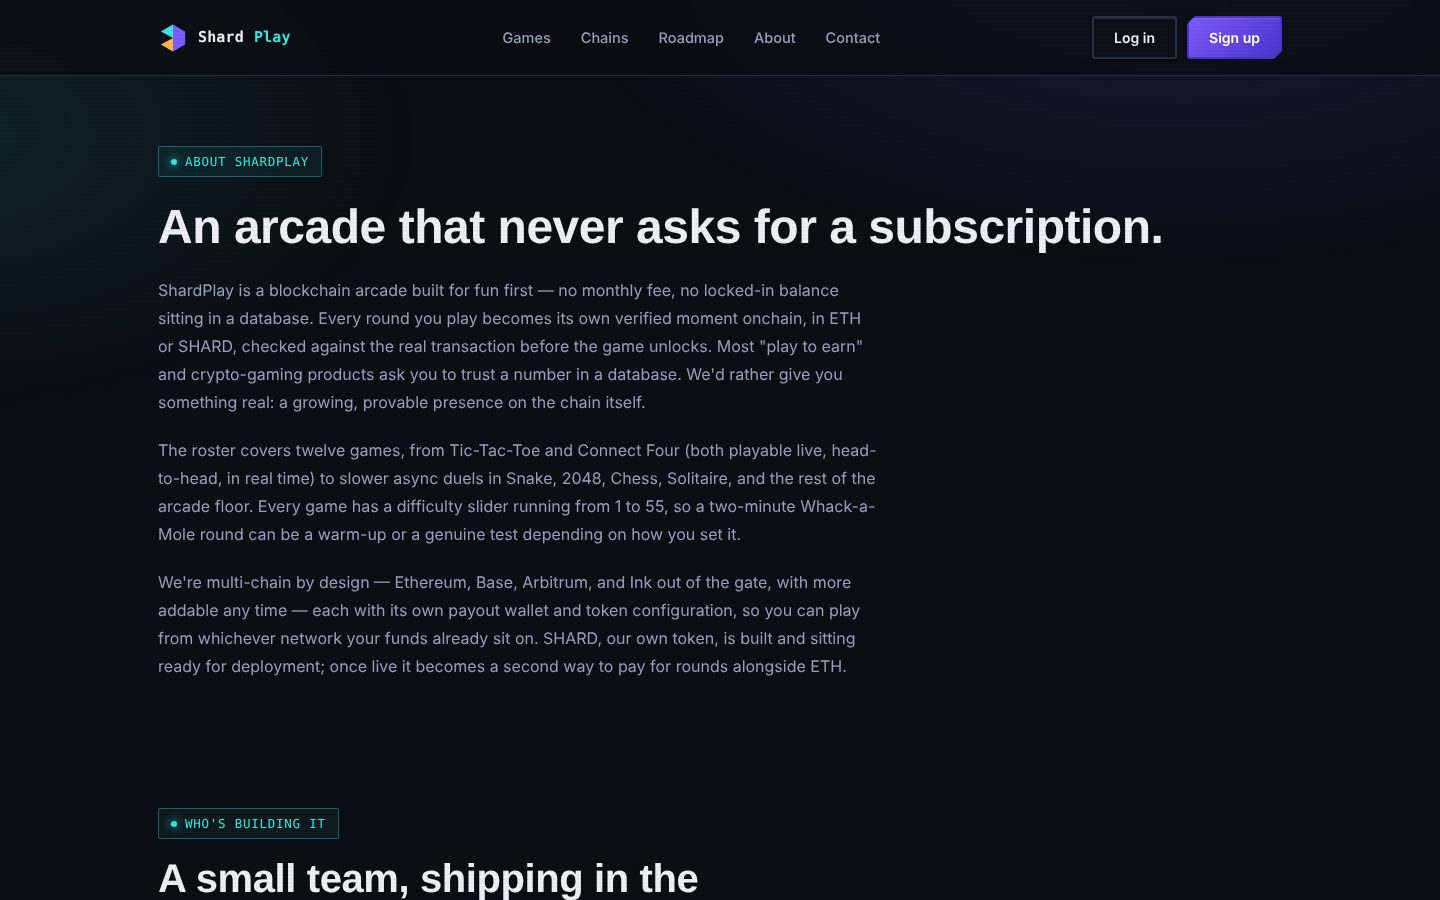 Shard Play
Games
Chains
Roadmap
About
Contact
Log in
Sign up
ABOUT SHARDPLAY
An arcade that never asks for a subscription.
ShardPlay is a blockchain arcade built for fun first — no monthly fee, no locked-in balance
sitting in a database. Every round you play becomes its own verified moment onchain, in ETH
or SHARD, checked against the real transaction before the game unlocks. Most "play to earn"
and crypto-gaming products ask you to trust a number in a database. We'd rather give you
something real: a growing, provable presence on the chain itself.
The roster covers twelve games, from Tic-Tac-Toe and Connect Four (both playable live, head-
to-head, in real time) to slower async duels in Snake, 2048, Chess, Solitaire, and the rest of the
arcade floor. Every game has a difficulty slider running from 1 to 55, so a two-minute Whack-a-
Mole round can be a warm-up or a genuine test depending on how you set it.
We're multi-chain by design — Ethereum, Base, Arbitrum, and Ink out of the gate, with more
addable any time — each with its own payout wallet and token configuration, so you can play
from whichever network your funds already sit on. SHARD, our own token, is built and sitting
ready for deployment; once live it becomes a second way to pay for rounds alongside ETH.
WHO'S BUILDING IT
A small team, shipping in the